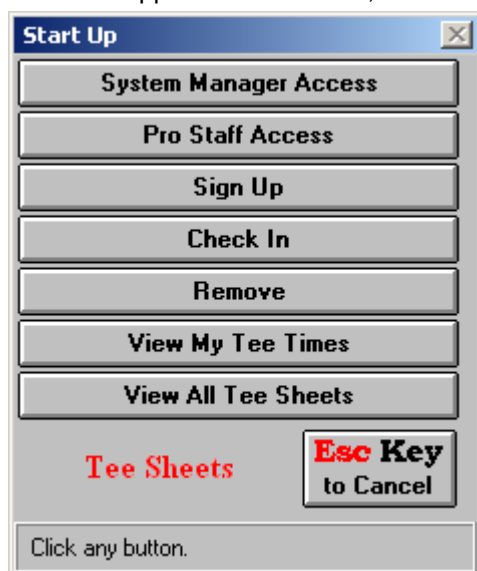 Start Up
System Manager Access
Pro Staff Access
Sign Up
Check In
Remove
View My Tee Times
View All Tee Sheets
Tee Sheets
Esc Key
to Cancel
Click any button.